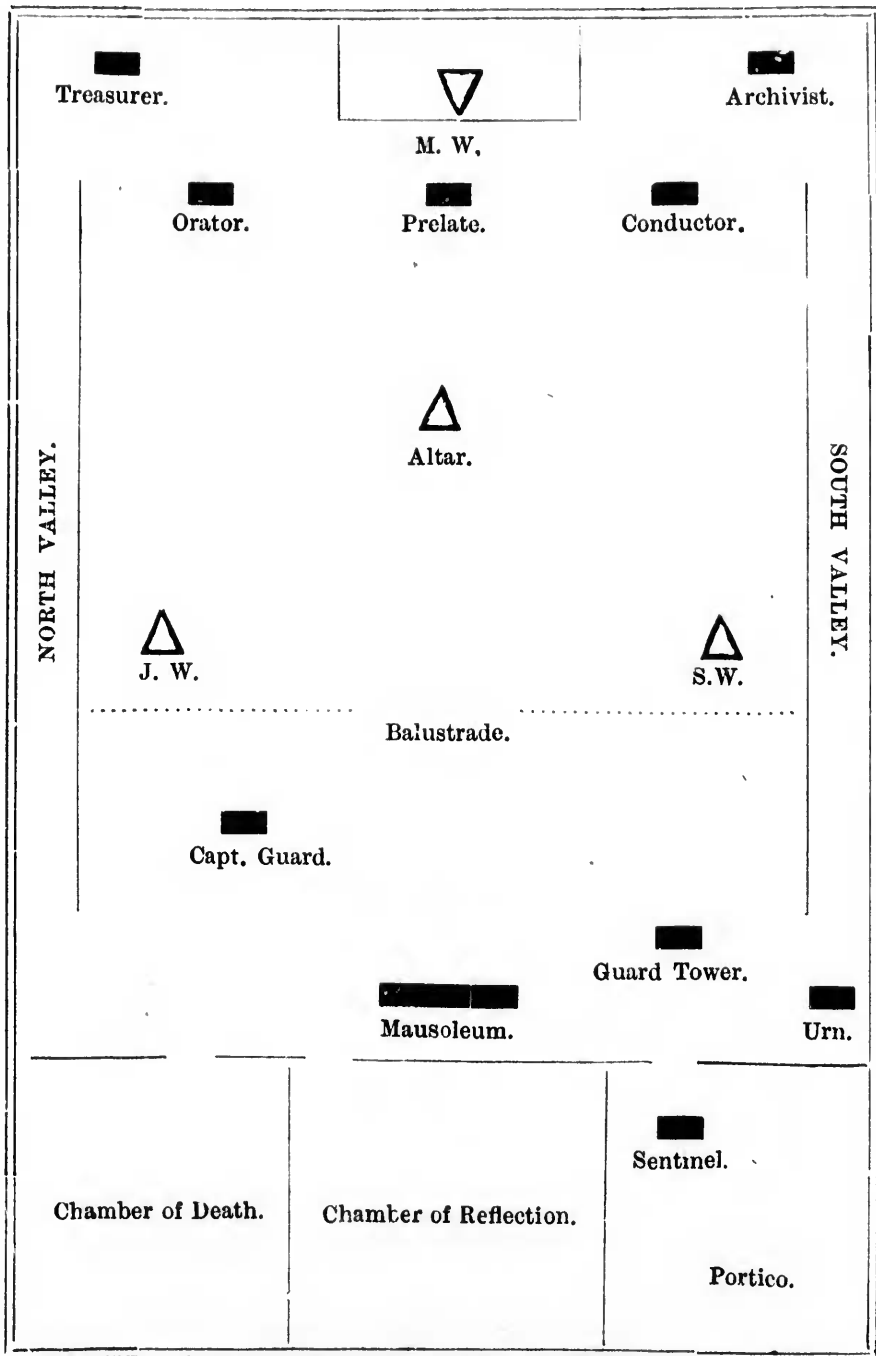 Treasurer.
Archivist.
M. W.
Orator.
Prelate.
Conductor.
Altar.
NORTH VALLEY.
SOUTH VALLEY.
J. W.
S.W.
Balustrade.
Capt. Guard.
Guard Tower.
Mausoleum.
Urn.
Sentinel.
Chamber of Death.
Chamber of Reflection.
Portico.